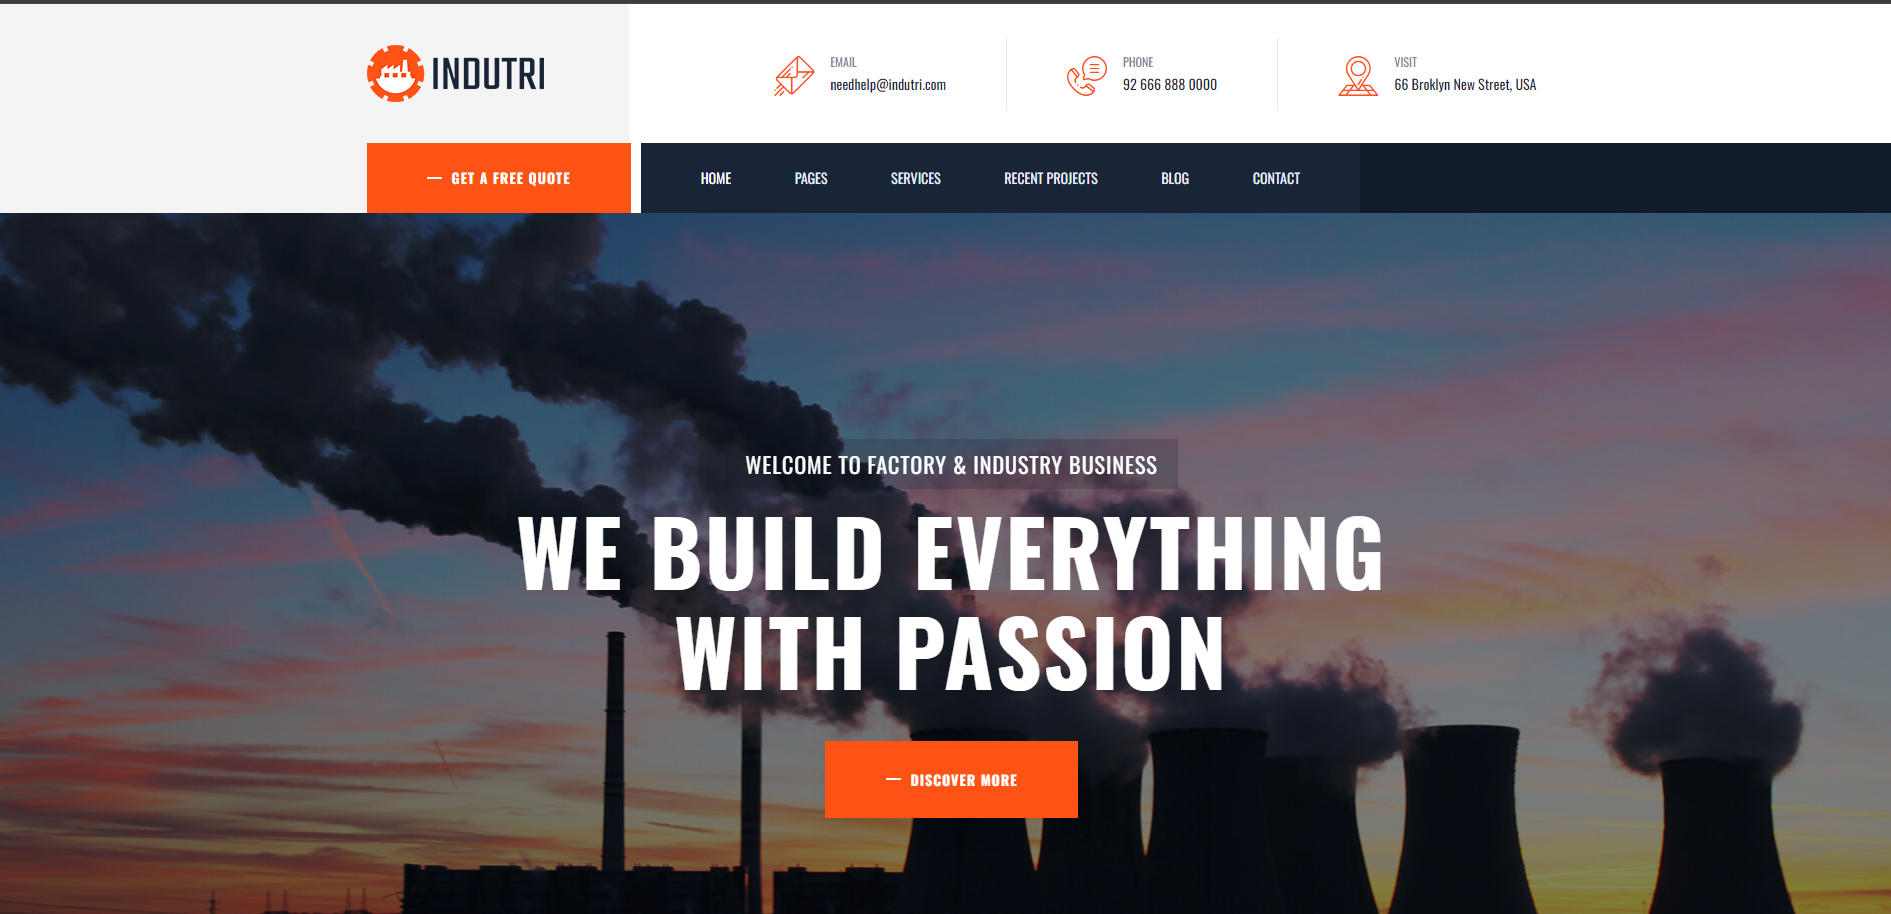 INDUTRI
EMAIL
needhelp@indutri.com
PHONE
92 666 888 0000
VISIT
66 Broklyn New Street, USA
GET A FREE QUOTE
HOME PAGES SERVICES RECENT PROJECTS BLOG CONTACT
WELCOME TO FACTORY & INDUSTRY BUSINESS
WE BUILD EVERYTHING
WITH PASSION
DISCOVER MORE